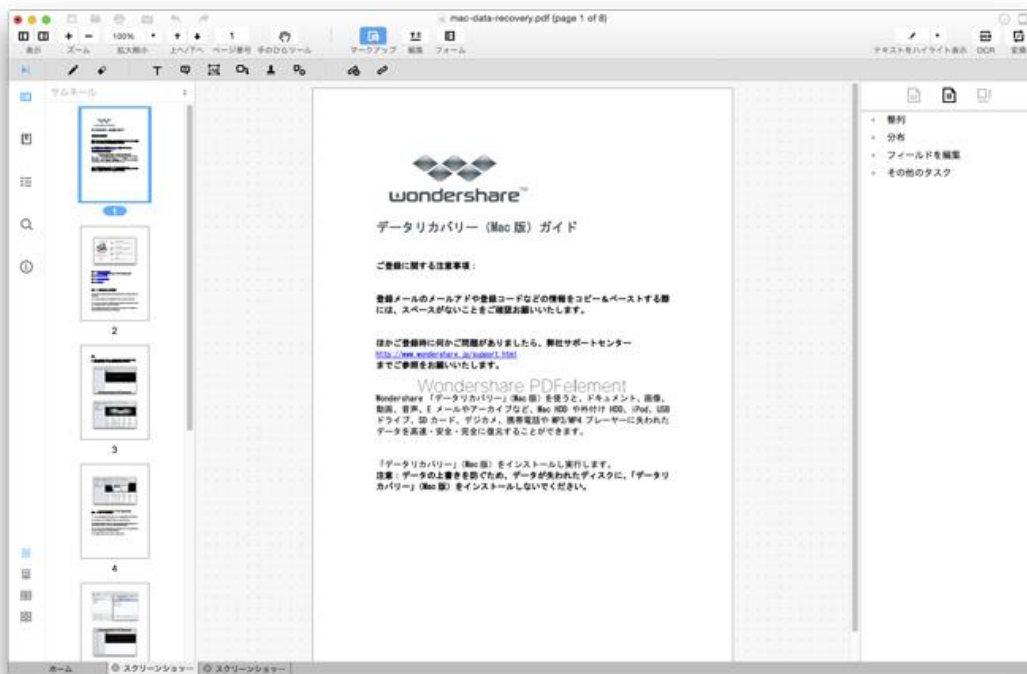 mac-data-recovery.pdf (page 1 of 8)
100%
1
表示
ズーム
拡大縮小
上へ/下へ
ページ番号
手のひらツール
マークアップ
編集
フォーム
テキストをハイライト表示
OCR
変換
サムネール
1
2
3
4
wondershare™
データリカバリー（Mac 版）ガイド
ご登録に関する注意事項：
登録メールのメールアドや登録コードなどの情報をコピー&ペーストする際
には、スペースがないことをご確認お願いいたします。
ほかご登録時に何かご問題がありましたら、弊社サポートセンター
http://www.wondershare.jp/support.html
までご参照をお願いいたします。
Wondershare PDFelement
Wondershare 「データリカバリー」（Mac 版）を使うと、ドキュメント、画像、
動画、音声、E メールやアーカイブなど、Mac HDD や外付け HDD、iPod、USB
ドライブ、SD カード、デジカメ、携帯電話や MP3/MP4 プレーヤーに失われた
データを高速・安全・完全に復元することができます。
「データリカバリー」（Mac 版）をインストールし実行します。
注意：データの上書きを防ぐため、データが失われたディスクに、「データリ
カバリー」（Mac 版）をインストールしないでください。
整列
分布
フィールドを編集
その他のタスク
ホーム
スクリーンショッ…
スクリーンショッ…